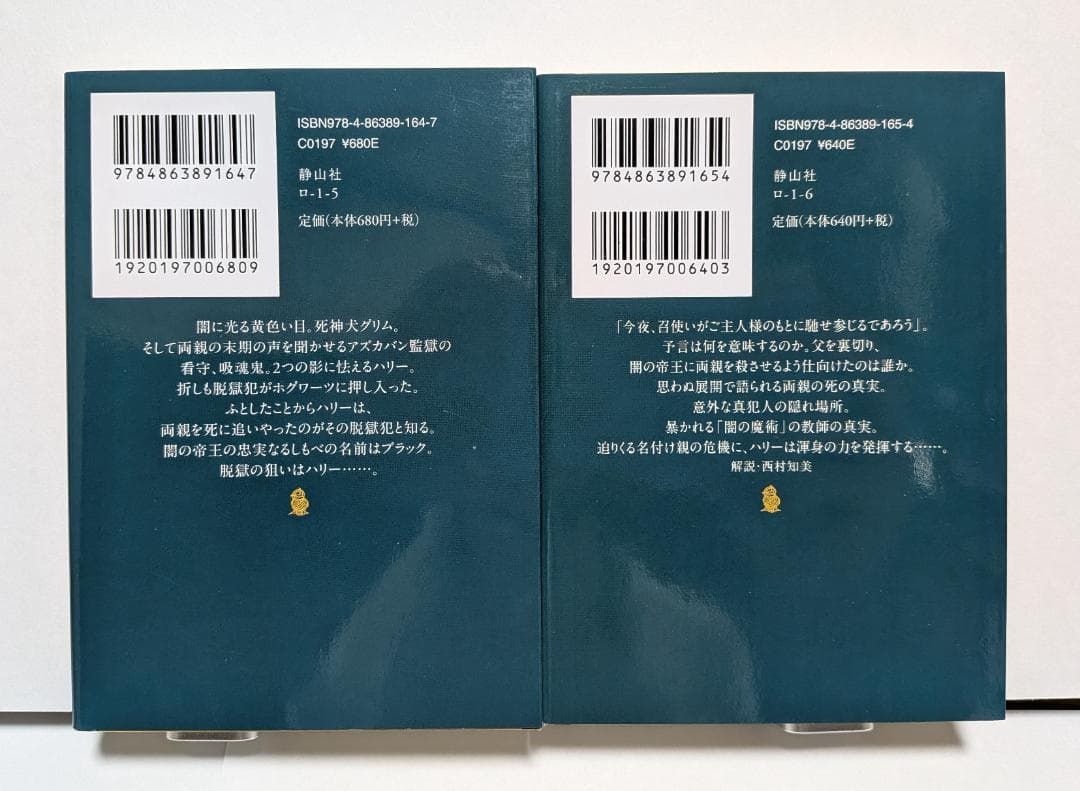 ISBN978-4-86389-164-7
C0197 ¥680E
9784863891647
静山社
ロ-1-5
定価(本体680円+税)
1920197006809
闇に光る黄色い目。死神犬グリム。
そして両親の末期の声を聞かせるアズカバン監獄の
看守、吸魂鬼。2つの影に怯えるハリー。
折しも脱獄犯がホグワーツに押し入った。
ふとしたことからハリーは、
両親を死に追いやったのがその脱獄犯と知る。
闇の帝王の忠実なるしもべの名前はブラック。
脱獄の狙いはハリー……。
ISBN978-4-86389-165-4
C0197 ¥640E
9784863891654
静山社
ロ-1-6
定価(本体640円+税)
1920197006403
「今夜、召使いがご主人様のもとに馳せ参じるであろう」。
予言は何を意味するのか。父を裏切り、
闇の帝王に両親を殺させるよう仕向けたのは誰か。
思わぬ展開で語られる両親の死の真実。
意外な真犯人の隠れ場所。
暴かれる「闇の魔術」の教師の真実。
迫りくる名付け親の危機に、ハリーは渾身の力を発揮する……。
解説・西村知美